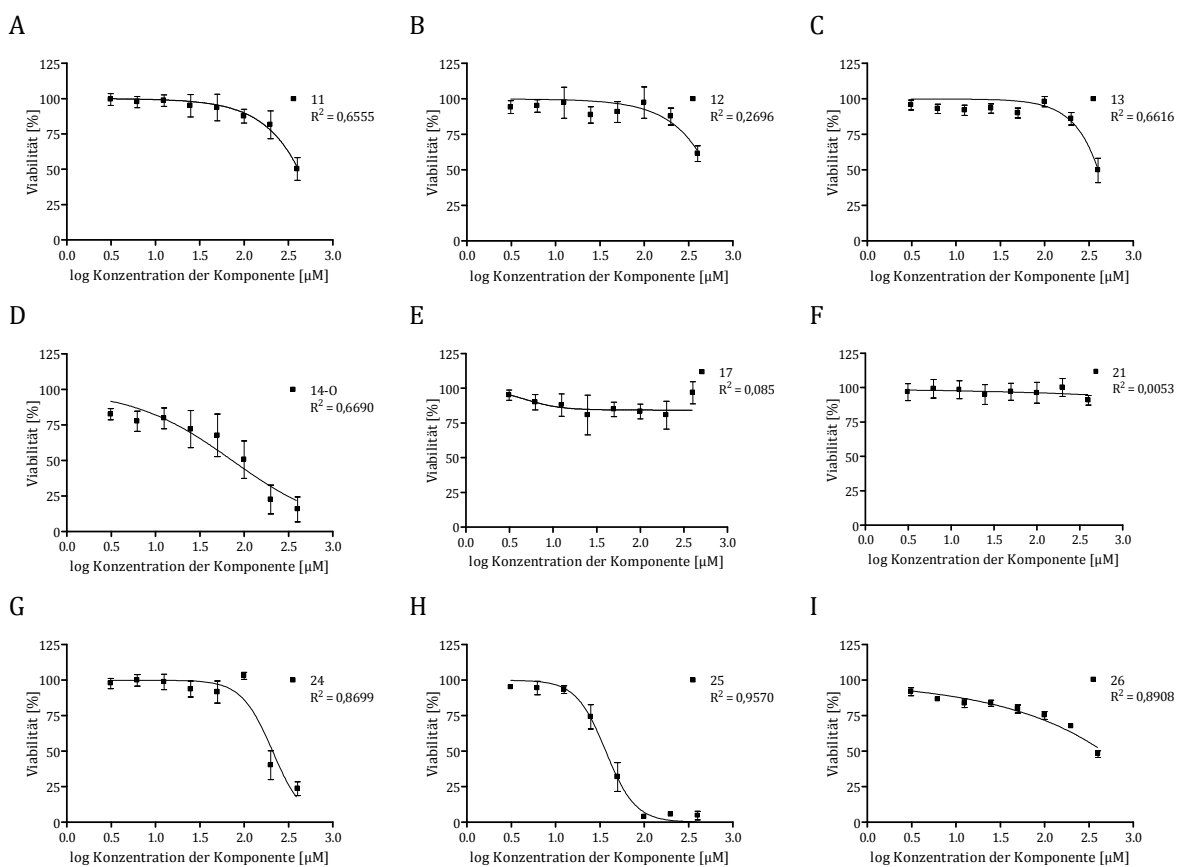 A
125
100
75
50
25
0
0.0 0.5 1.0 1.5 2.0 2.5 3.0
Viabilität [%]
log Konzentration der Komponente [µM]
11
R² = 0,6555
B
125
100
75
50
25
0
0.0 0.5 1.0 1.5 2.0 2.5 3.0
Viabilität [%]
log Konzentration der Komponente [µM]
12
R² = 0,2696
C
125
100
75
50
25
0
0.0 0.5 1.0 1.5 2.0 2.5 3.0
Viabilität [%]
log Konzentration der Komponente [µM]
13
R² = 0,6616
D
125
100
75
50
25
0
0.0 0.5 1.0 1.5 2.0 2.5 3.0
Viabilität [%]
log Konzentration der Komponente [µM]
14-O
R² = 0,6690
E
125
100
75
50
25
0
0.0 0.5 1.0 1.5 2.0 2.5 3.0
Viabilität [%]
log Konzentration der Komponente [µM]
17
R² = 0,085
F
125
100
75
50
25
0
0.0 0.5 1.0 1.5 2.0 2.5 3.0
Viabilität [%]
log Konzentration der Komponente [µM]
21
R² = 0,0053
G
125
100
75
50
25
0
0.0 0.5 1.0 1.5 2.0 2.5 3.0
Viabilität [%]
log Konzentration der Komponente [µM]
24
R² = 0,8699
H
125
100
75
50
25
0
0.0 0.5 1.0 1.5 2.0 2.5 3.0
Viabilität [%]
log Konzentration der Komponente [µM]
25
R² = 0,9570
I
125
100
75
50
25
0
0.0 0.5 1.0 1.5 2.0 2.5 3.0
Viabilität [%]
log Konzentration der Komponente [µM]
26
R² = 0,8908